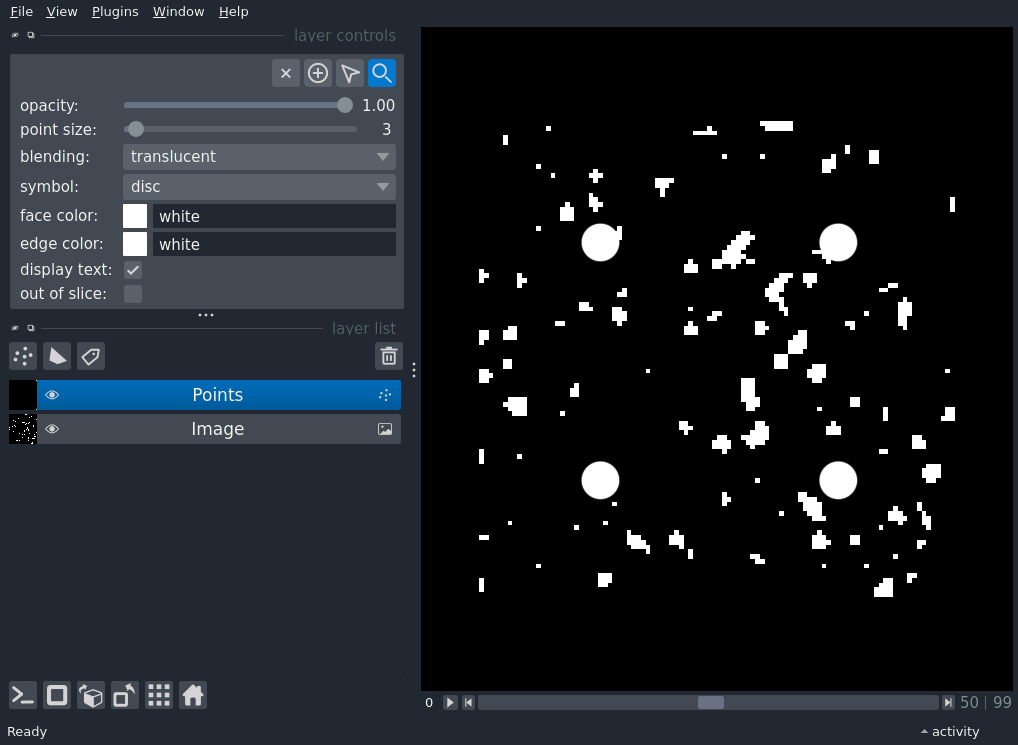 File View Plugins Window Help
layer controls
opacity: 1.00
point size: 3
blending: translucent
symbol: disc
face color: white
edge color: white
display text:
out of slice:
layer list
Points
Image
0 50 | 99
Ready activity